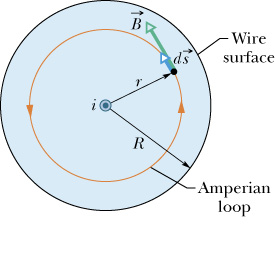 B⃗
Wire
surface
ds⃗
r
i
R
Amperian
loop